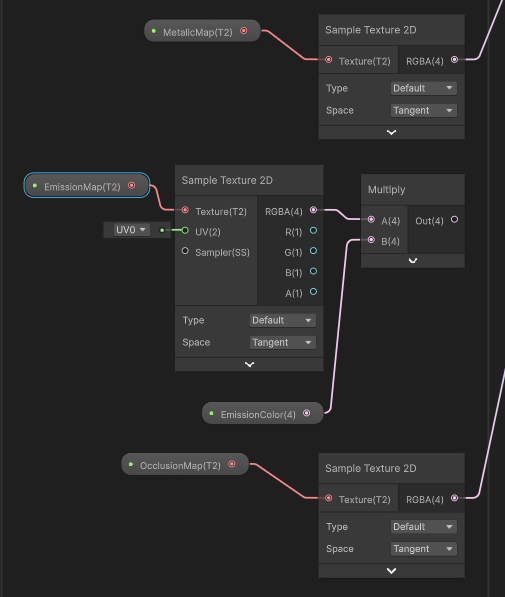 Sample Texture 2D
MetallicMap(T2)
Texture(T2) RGBA(4)
Type Default
Space Tangent
Sample Texture 2D
EmissionMap(T2)
Multiply
Texture(T2) RGBA(4)
A(4) Out(4)
UV0
UV(2) R(1)
B(4)
Sampler(SS) G(1)
B(1)
A(1)
Type Default
Space Tangent
EmissionColor(4)
OcclusionMap(T2)
Sample Texture 2D
Texture(T2) RGBA(4)
Type Default
Space Tangent